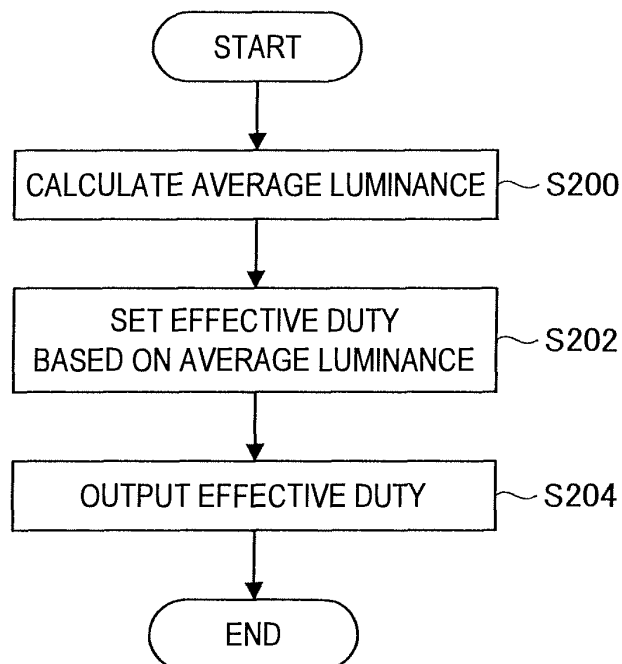 START
CALCULATE AVERAGE LUMINANCE
S200
SET EFFECTIVE DUTY
BASED ON AVERAGE LUMINANCE
S202
OUTPUT EFFECTIVE DUTY
S204
END